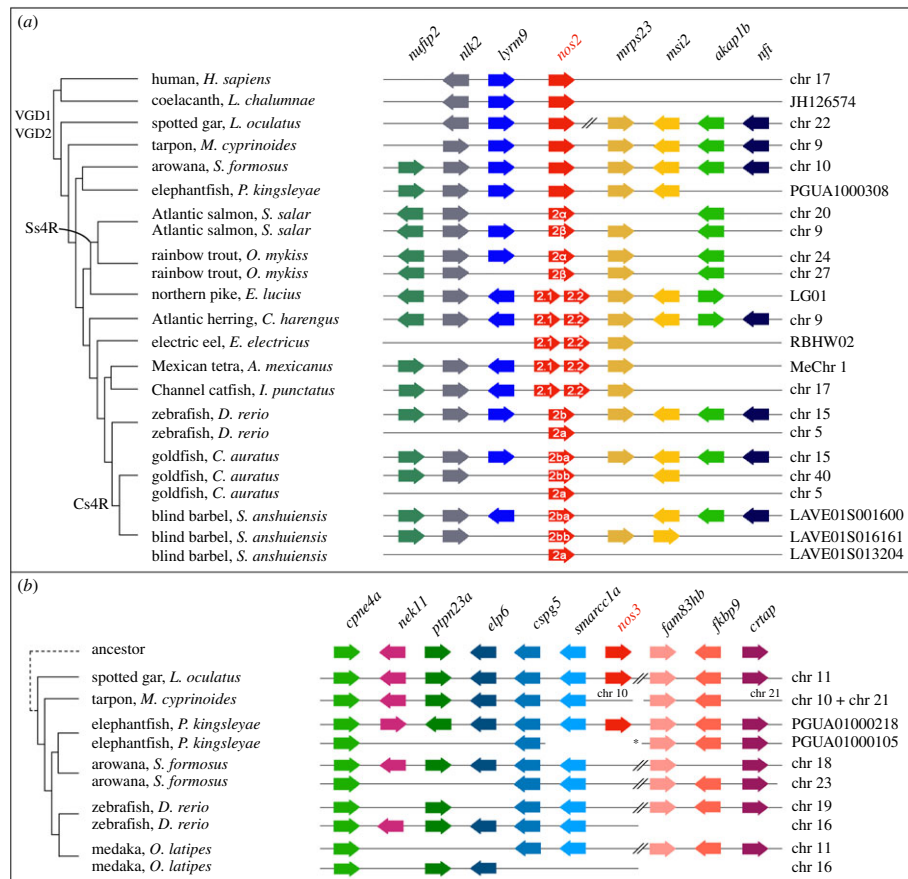 (a)
nufip2 nlk2 lyrm9 nos2 mrps23 msi2 akap1b nfi
VGD1
VGD2
Ss4R
Cs4R
human, H. sapiens chr 17
coelacanth, L. chalumnae JH126574
spotted gar, L. oculatus // chr 22
tarpon, M. cyprinoides chr 9
arowana, S. formosus chr 10
elephantfish, P. kingsleyae PGUA1000308
Atlantic salmon, S. salar 2α chr 20
Atlantic salmon, S. salar 2β chr 9
rainbow trout, O. mykiss 2α chr 24
rainbow trout, O. mykiss 2β chr 27
northern pike, E. lucius 2.1 2.2 LG01
Atlantic herring, C. harengus 2.1 2.2 chr 9
electric eel, E. electricus 2.1 2.2 RBHW02
Mexican tetra, A. mexicanus 2.1 2.2 MeChr 1
Channel catfish, I. punctatus 2.1 2.2 chr 17
zebrafish, D. rerio 2b chr 15
zebrafish, D. rerio 2a chr 5
goldfish, C. auratus 2ba chr 15
goldfish, C. auratus 2bb chr 40
goldfish, C. auratus 2a chr 5
blind barbel, S. anshuiensis 2ba LAVE01S001600
blind barbel, S. anshuiensis 2bb LAVE01S016161
blind barbel, S. anshuiensis 2a LAVE01S013204
(b)
cpne4a nek11 ptpn23a elp6 cspg5 smarcc1a nos3 fam83hb fkbp9 crtap
ancestor
spotted gar, L. oculatus // chr 11
chr 10 chr 21
tarpon, M. cyprinoides chr 10 + chr 21
elephantfish, P. kingsleyae PGUA01000218
elephantfish, P. kingsleyae * PGUA01000105
arowana, S. formosus // chr 18
arowana, S. formosus // chr 23
zebrafish, D. rerio // chr 19
zebrafish, D. rerio chr 16
medaka, O. latipes // chr 11
medaka, O. latipes chr 16